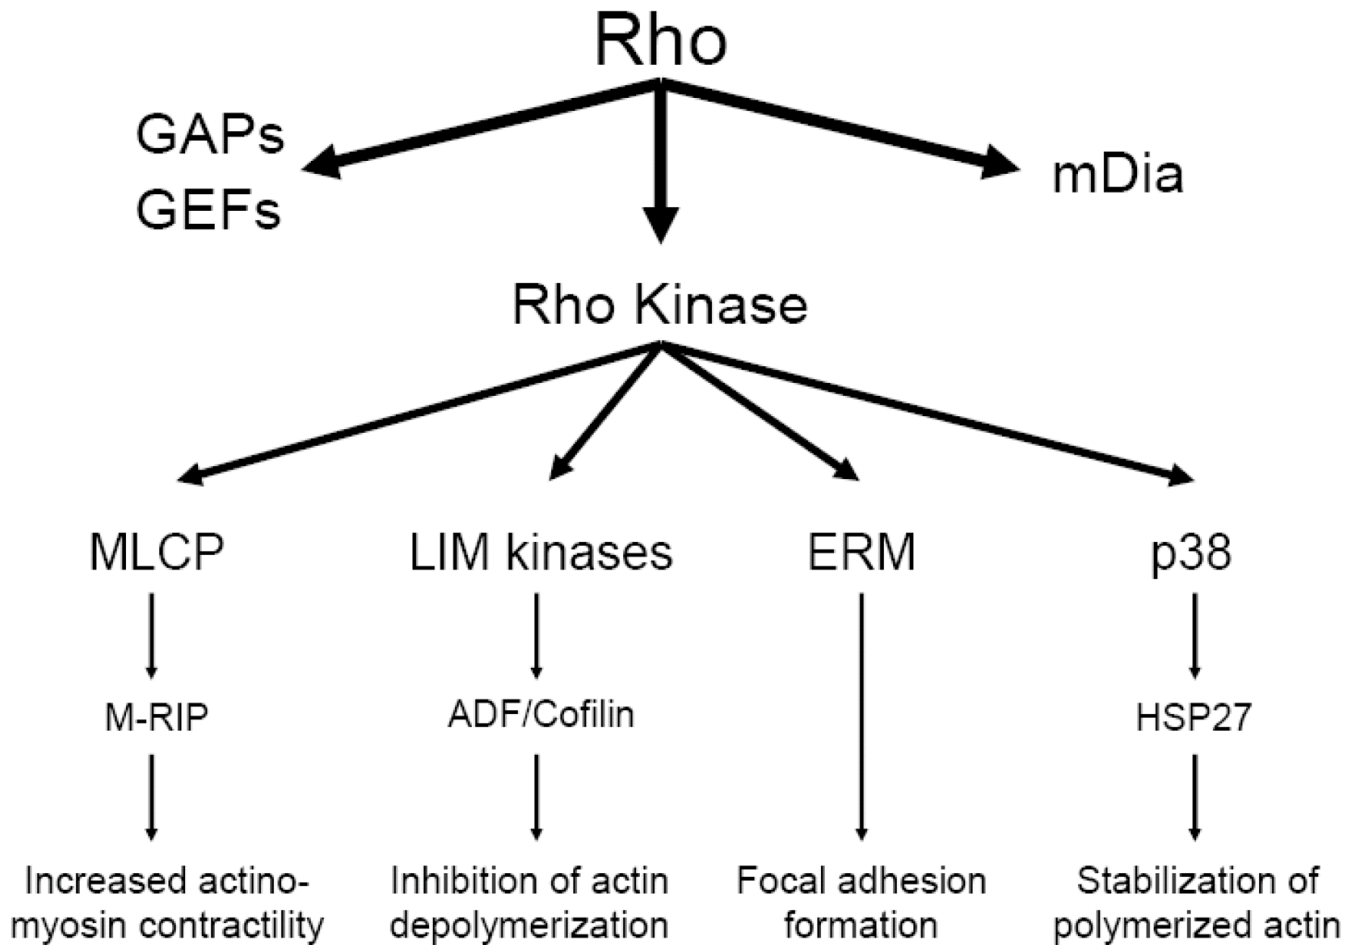 Rho
GAPs
GEFs
mDia
Rho Kinase
MLCP
LIM kinases
ERM
p38
M-RIP
ADF/Cofilin
HSP27
Increased actino-
myosin contractility
Inhibition of actin
depolymerization
Focal adhesion
formation
Stabilization of
polymerized actin